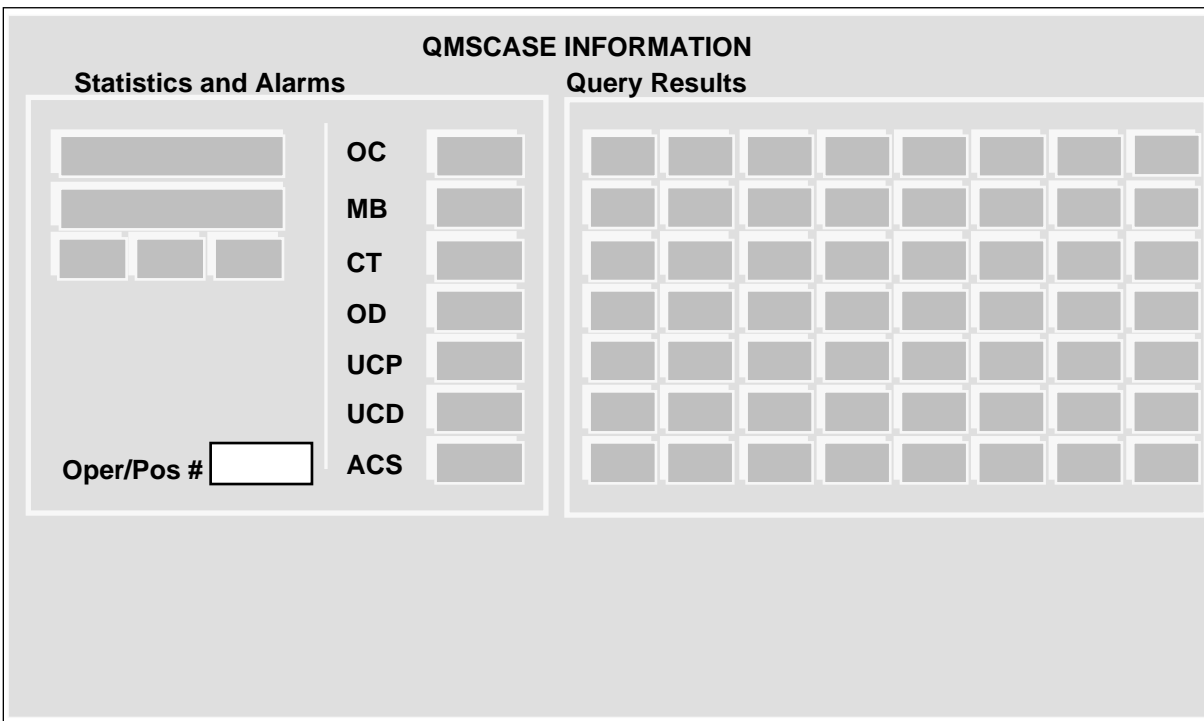 QMSCASE INFORMATION
Statistics and Alarms
Query Results
OC
MB
CT
OD
UCP
UCD
ACS
Oper/Pos #